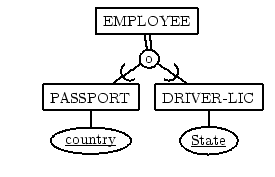 EMPLOYEE
o
PASSPORT DRIVER-LIC
country State